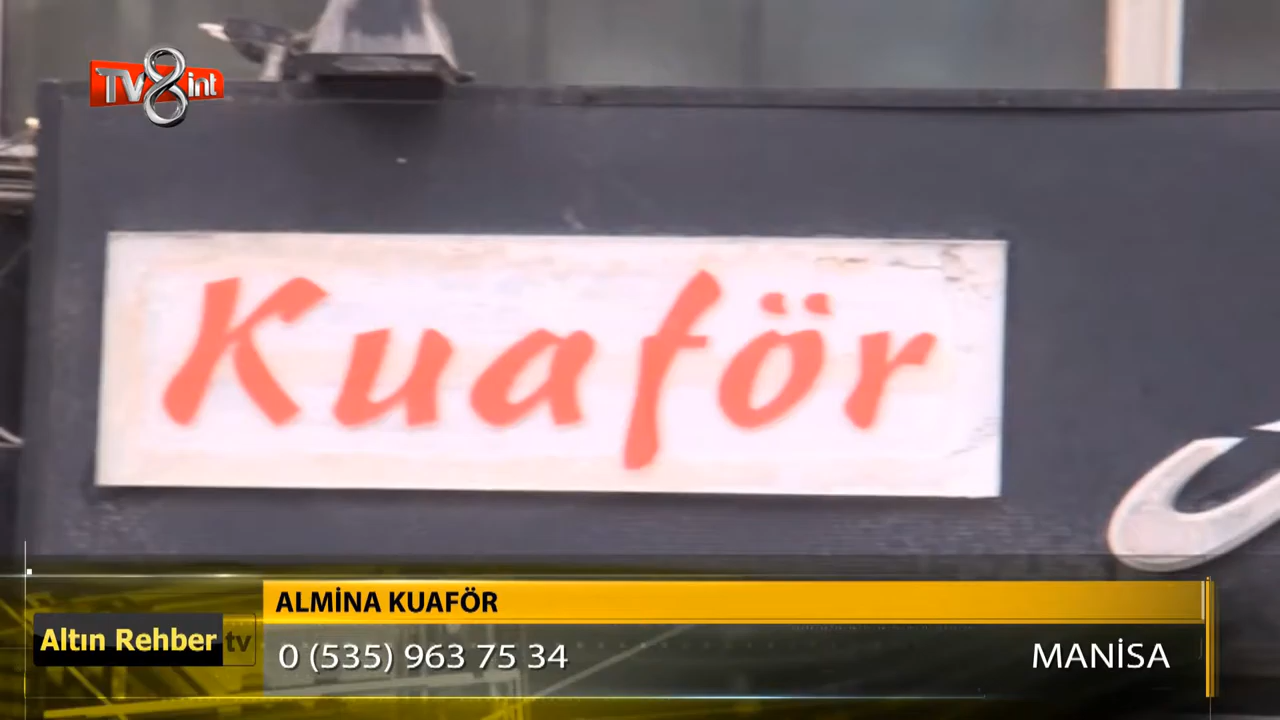 TV8int
Kuaför
ALMİNA KUAFÖR
Altın Rehber tv
0 (535) 963 75 34
MANİSA